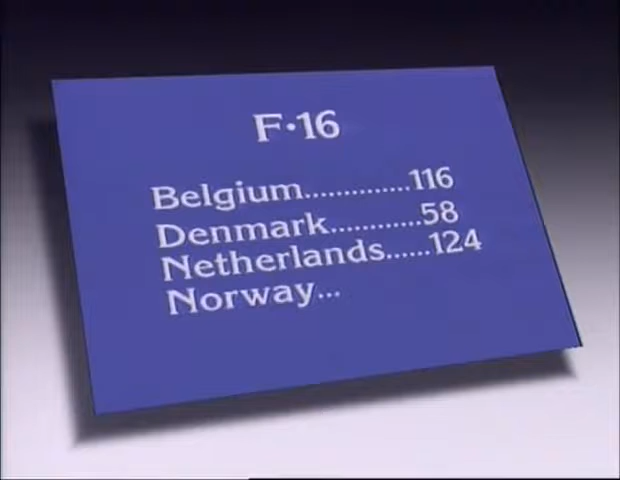 F·16
Belgium.............116
Denmark...........58
Netherlands......124
Norway...